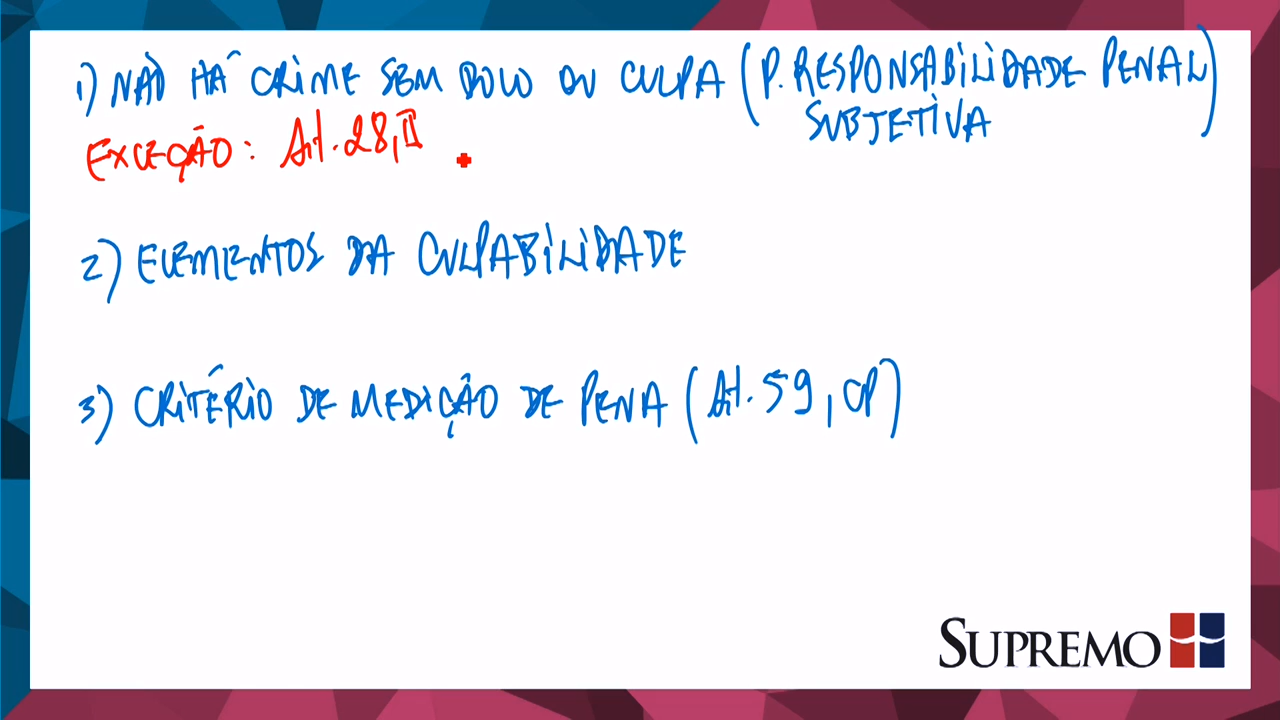 1) NÃO HÁ CRIME SEM DOLO OU CULPA (P. RESPONSABILIDADE PENAL
SUBJETIVA)
EXCEÇÃO: Art. 28, II
2) ELEMENTOS DA CULPABILIDADE
3) CRITÉRIO DE MEDIÇÃO DE PENA (Art. 59, CP)
SUPREMO